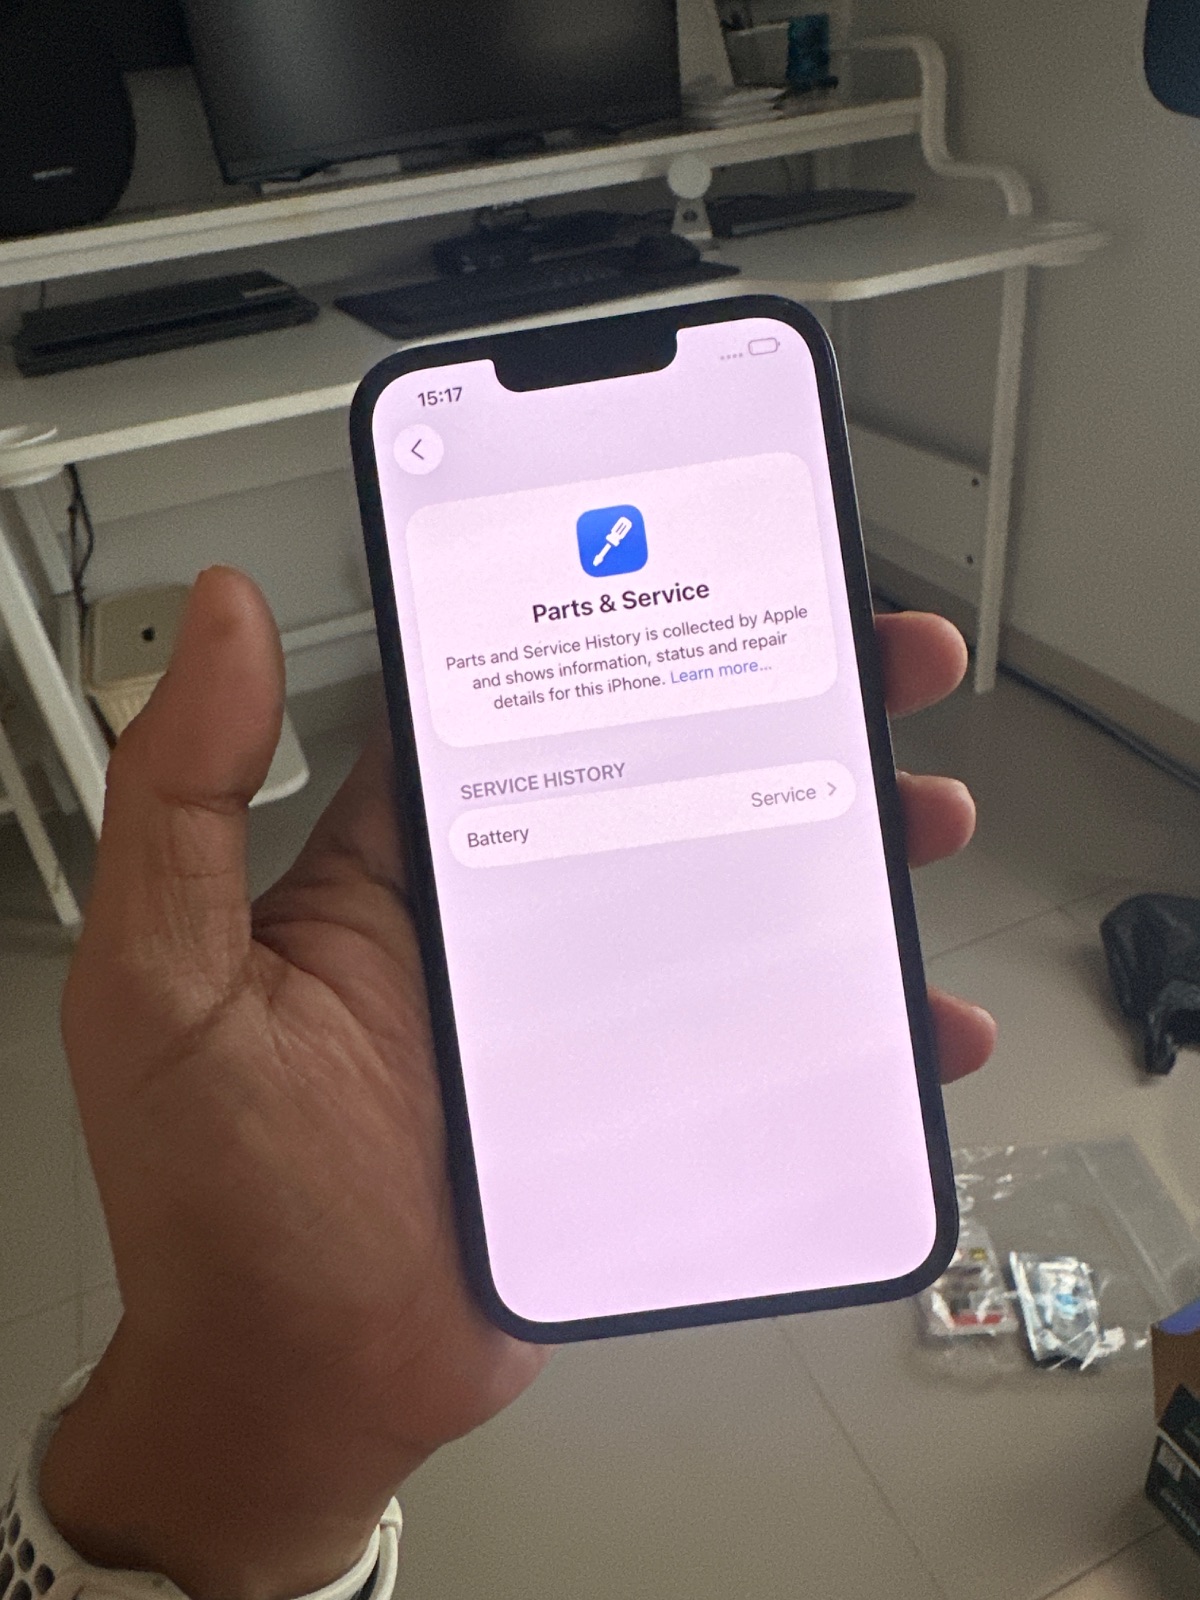 15:17
Parts & Service
Parts and Service History is collected by Apple
and shows information, status and repair
details for this iPhone. Learn more...
SERVICE HISTORY
Battery
Service